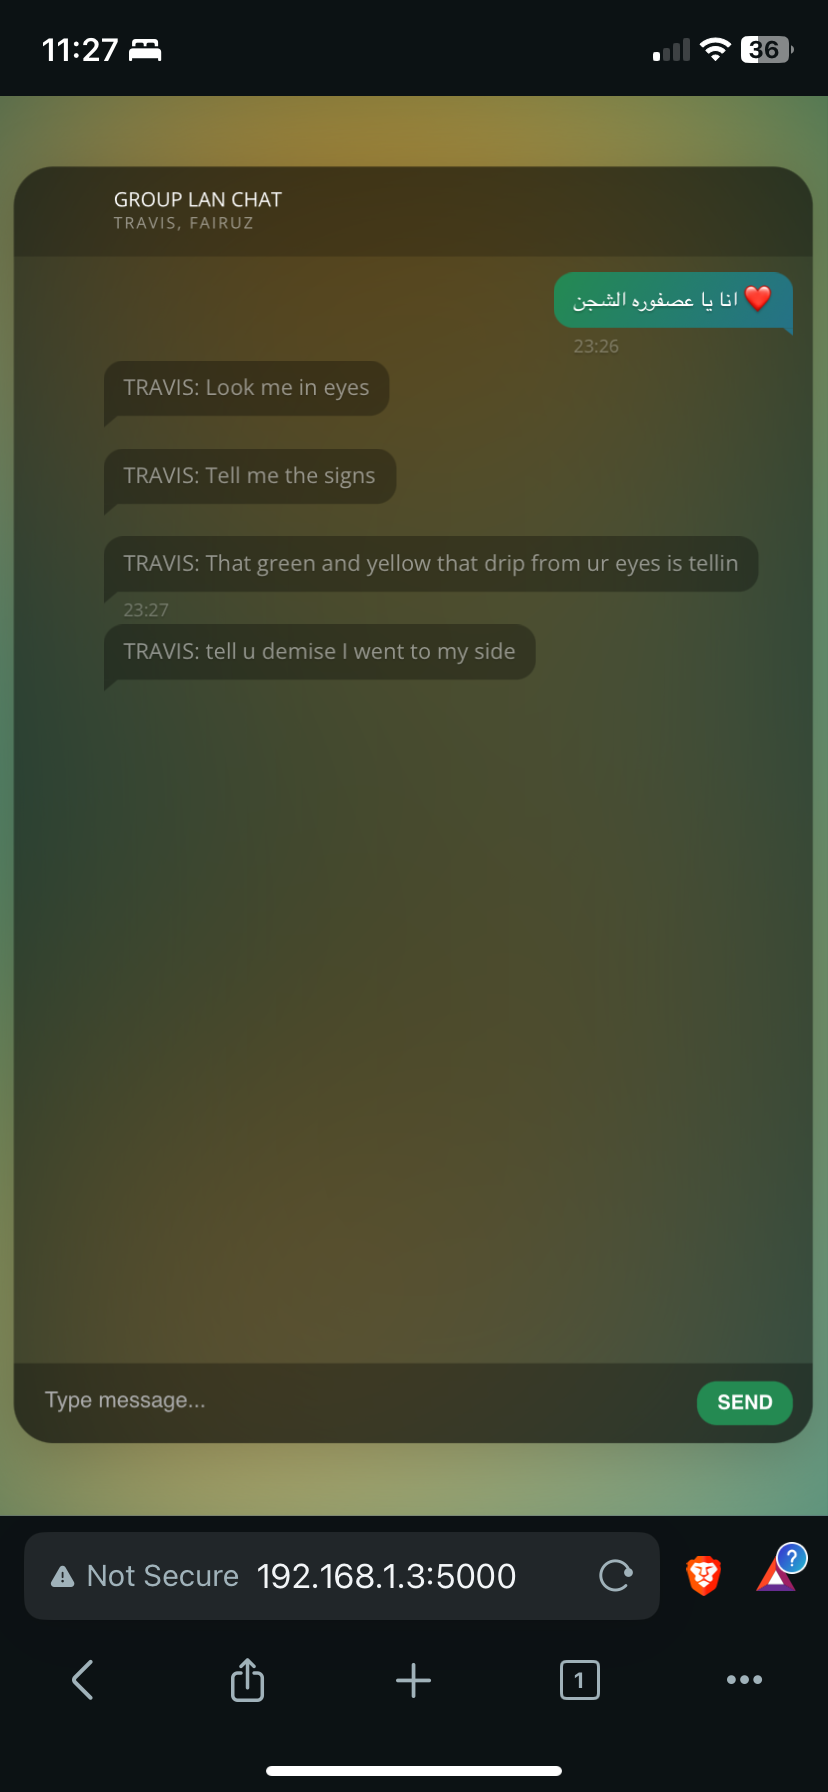 11:27
36
GROUP LAN CHAT
TRAVIS, FAIRUZ
انا يا عصفوره الشجن ❤️
23:26
TRAVIS: Look me in eyes
TRAVIS: Tell me the signs
TRAVIS: That green and yellow that drip from ur eyes is tellin
23:27
TRAVIS: tell u demise I went to my side
Type message...
SEND
Not Secure 192.168.1.3:5000
?
1